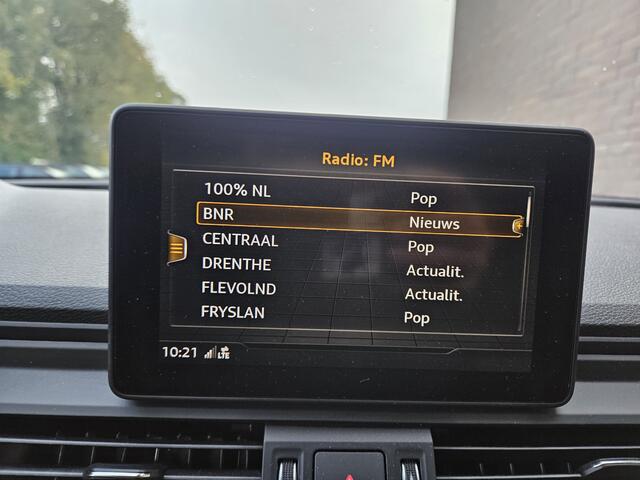 Radio: FM
100% NL Pop
BNR Nieuws
CENTRAAL Pop
DRENTHE Actualit.
FLEVOLND Actualit.
FRYSLAN Pop
10:21 LTE